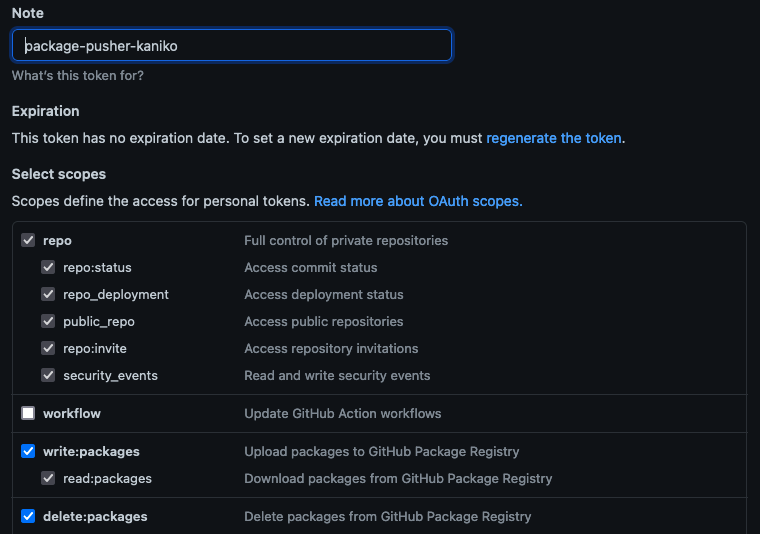 Note
package-pusher-kaniko
What's this token for?
Expiration
This token has no expiration date. To set a new expiration date, you must regenerate the token.
Select scopes
Scopes define the access for personal tokens. Read more about OAuth scopes.
repo Full control of private repositories
repo:status Access commit status
repo_deployment Access deployment status
public_repo Access public repositories
repo:invite Access repository invitations
security_events Read and write security events
workflow Update GitHub Action workflows
write:packages Upload packages to GitHub Package Registry
read:packages Download packages from GitHub Package Registry
delete:packages Delete packages from GitHub Package Registry